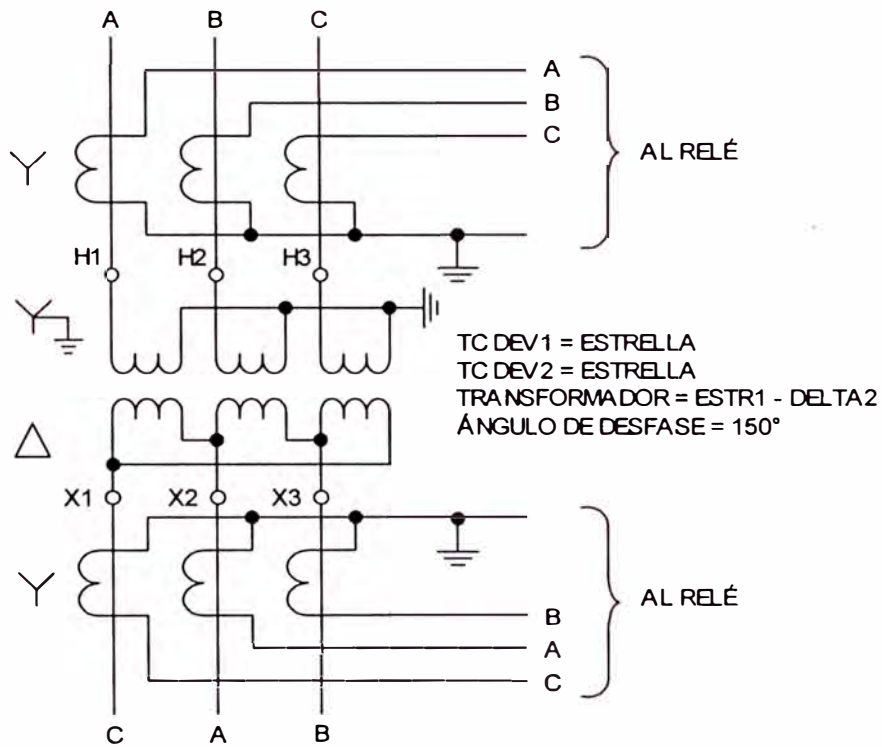 A B C
A
B
C
AL RELÉ
H1 H2 H3
TC DEV1 = ESTRELLA
TC DEV2 = ESTRELLA
TRANSFORMADOR = ESTR1 - DELTA2
ÁNGULO DE DESFASE = 150°
X1 X2 X3
AL RELÉ
B
A
C
C A B